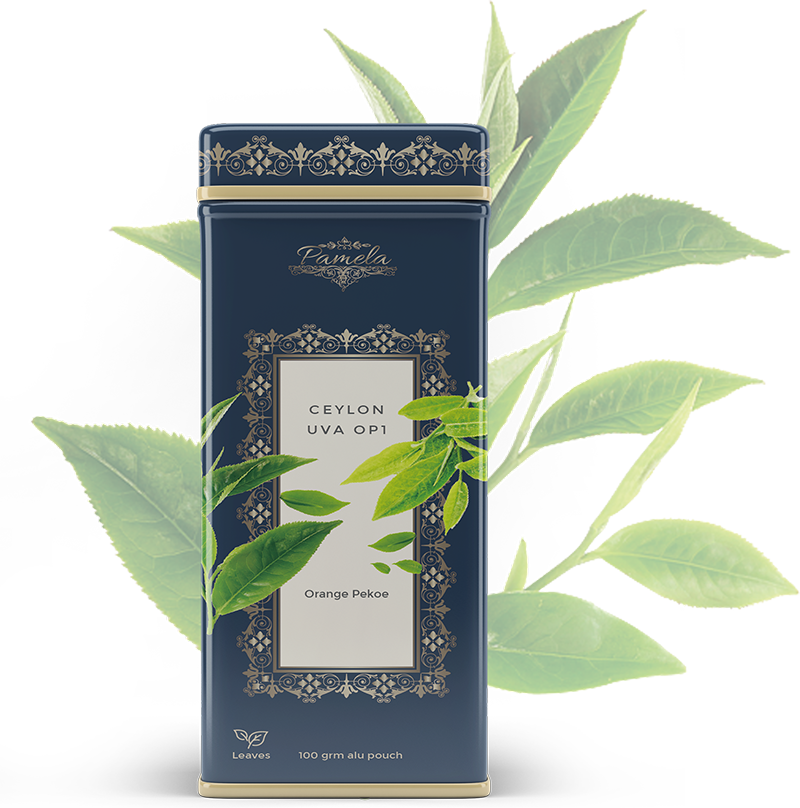 Pamela
CEYLON
UVA OP1
Orange Pekoe
Leaves
100 grm alu pouch